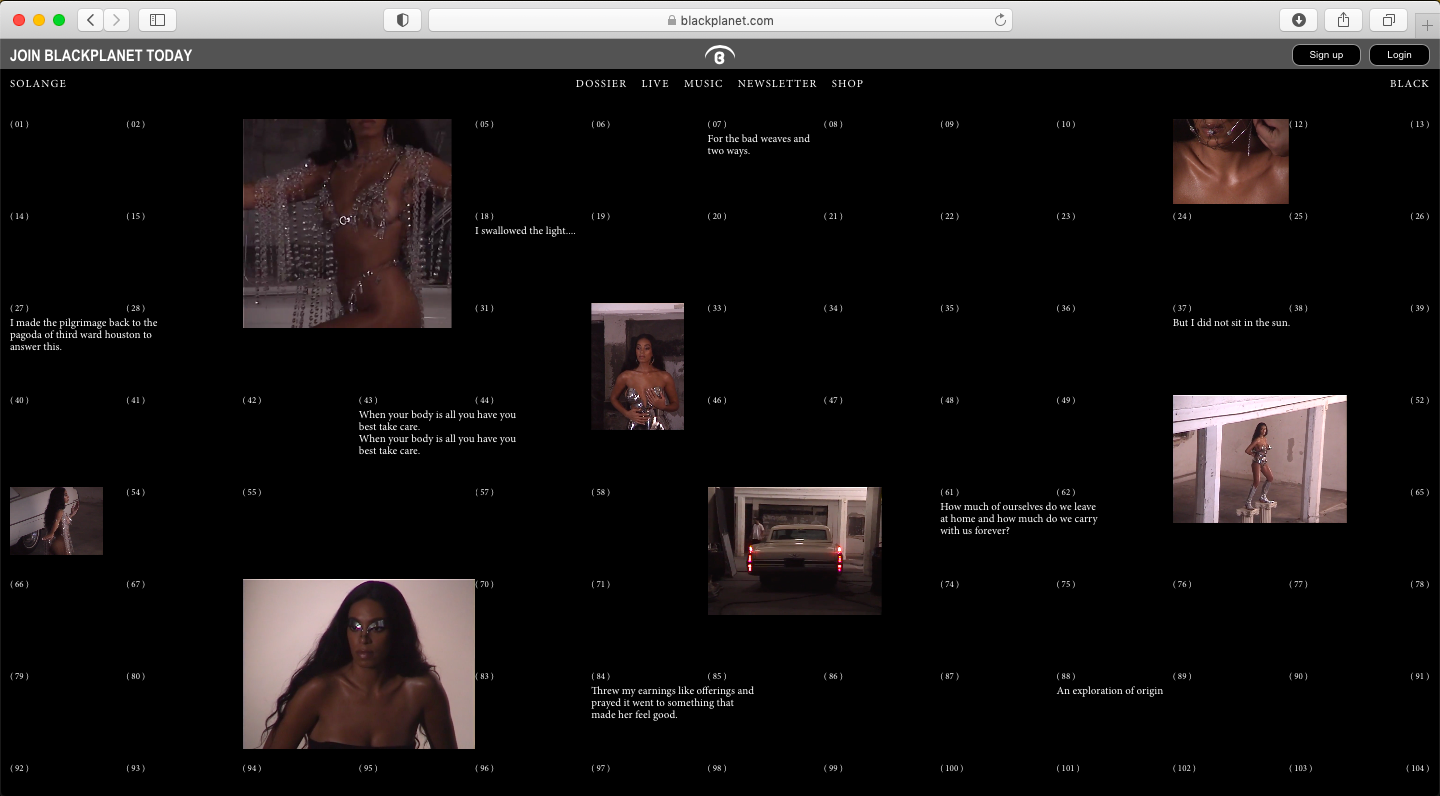 blackplanet.com
JOIN BLACKPLANET TODAY
Sign up
Login
SOLANGE
DOSSIER
LIVE
MUSIC
NEWSLETTER
SHOP
BLACK
( 01 )
( 02 )
( 05 )
( 06 )
( 07 )
For the bad weaves and
two ways.
( 08 )
( 09 )
( 10 )
( 12 )
( 13 )
( 14 )
( 15 )
( 18 )
I swallowed the light....
( 19 )
( 20 )
( 21 )
( 22 )
( 23 )
( 24 )
( 25 )
( 26 )
( 27 )
( 28 )
I made the pilgrimage back to the
pagoda of third ward houston to
answer this.
( 31 )
( 33 )
( 34 )
( 35 )
( 36 )
( 37 )
( 38 )
But I did not sit in the sun.
( 39 )
( 40 )
( 41 )
( 42 )
( 43 )
( 44 )
When your body is all you have you
best take care.
When your body is all you have you
best take care.
( 46 )
( 47 )
( 48 )
( 49 )
( 52 )
( 54 )
( 55 )
( 57 )
( 58 )
( 61 )
( 62 )
How much of ourselves do we leave
at home and how much do we carry
with us forever?
( 65 )
( 66 )
( 67 )
( 70 )
( 71 )
( 74 )
( 75 )
( 76 )
( 77 )
( 78 )
( 79 )
( 80 )
( 83 )
( 84 )
( 85 )
Threw my earnings like offerings and
prayed it went to something that
made her feel good.
( 86 )
( 87 )
( 88 )
An exploration of origin
( 89 )
( 90 )
( 91 )
( 92 )
( 93 )
( 94 )
( 95 )
( 96 )
( 97 )
( 98 )
( 99 )
( 100 )
( 101 )
( 102 )
( 103 )
( 104 )